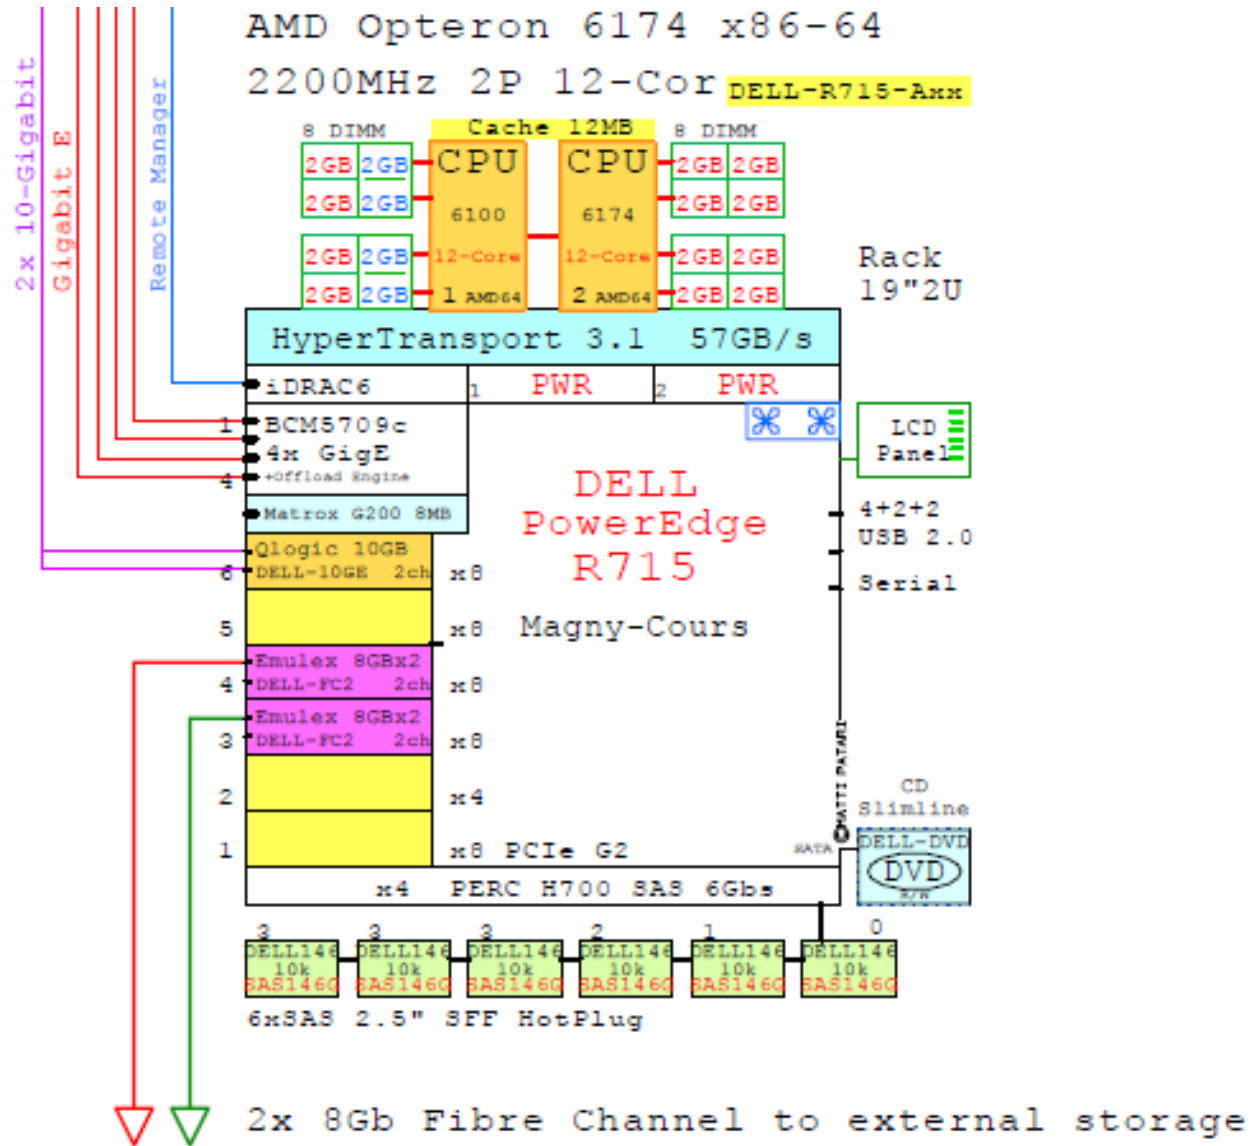 AMD Opteron 6174 x86-64
2200MHz 2P 12-Cor DELL-R715-Axx
2x 10-Gigabit
Gigabit E
Remote Manager
8 DIMM Cache 12MB 8 DIMM
2GB 2GB CPU CPU 2GB 2GB
2GB 2GB 6100 6174 2GB 2GB
2GB 2GB 12-Core 12-Core 2GB 2GB
2GB 2GB 1 AMD64 2 AMD64 2GB 2GB
Rack
19"2U
HyperTransport 3.1 57GB/s
iDRAC6 1 PWR 2 PWR
1 BCM5709c
4x GigE
4 +Offload Engine
LCD
Panel
Matrox G200 8MB
DELL
PowerEdge
R715
4+2+2
USB 2.0
Serial
Qlogic 10GB
6 DELL-10GE 2ch x8
5 x8 Magny-Cours
Emulex 8GBx2
4 DELL-FC2 2ch x8
Emulex 8GBx2
3 DELL-FC2 2ch x8
2 x4
1 x8 PCIe G2 SATA
©MATTI PATARI
CD
Slimline
DELL-DVD
DVD
R/W
x4 PERC H700 SAS 6Gbs
3 3 3 2 1 0
DELL146 DELL146 DELL146 DELL146 DELL146 DELL146
10k 10k 10k 10k 10k 10k
SAS146G SAS146G SAS146G SAS146G SAS146G SAS146G
6xSAS 2.5" SFF HotPlug
2x 8Gb Fibre Channel to external storage